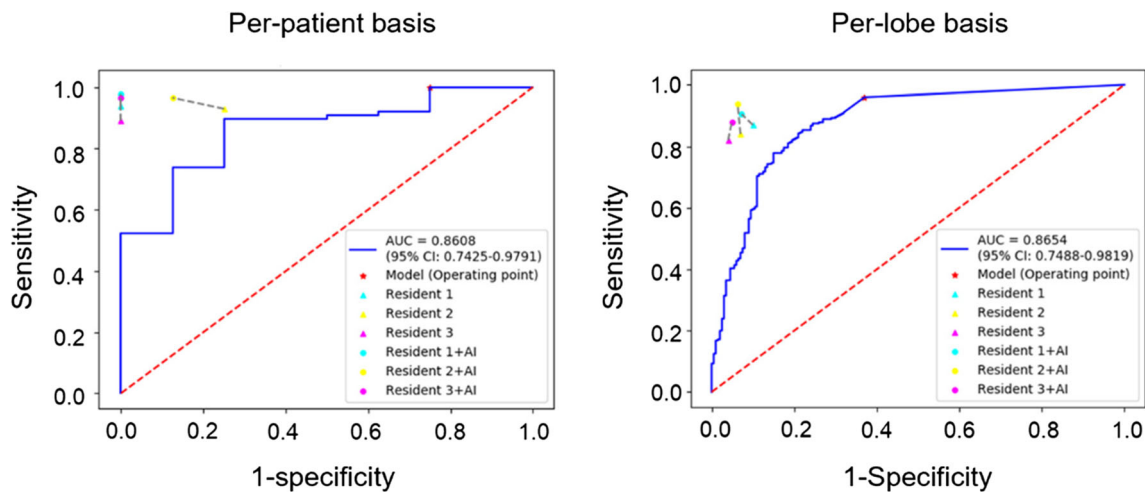 Per-patient basis
Sensitivity
1.0
0.8
0.6
0.4
0.2
0.0
AUC = 0.8608
(95% CI: 0.7425-0.9791)
Model (Operating point)
Resident 1
Resident 2
Resident 3
Resident 1+AI
Resident 2+AI
Resident 3+AI
0.0 0.2 0.4 0.6 0.8 1.0
1-specificity
Per-lobe basis
Sensitivity
1.0
0.8
0.6
0.4
0.2
0.0
AUC = 0.8654
(95% CI: 0.7488-0.9819)
Model (Operating point)
Resident 1
Resident 2
Resident 3
Resident 1+AI
Resident 2+AI
Resident 3+AI
0.0 0.2 0.4 0.6 0.8 1.0
1-Specificity